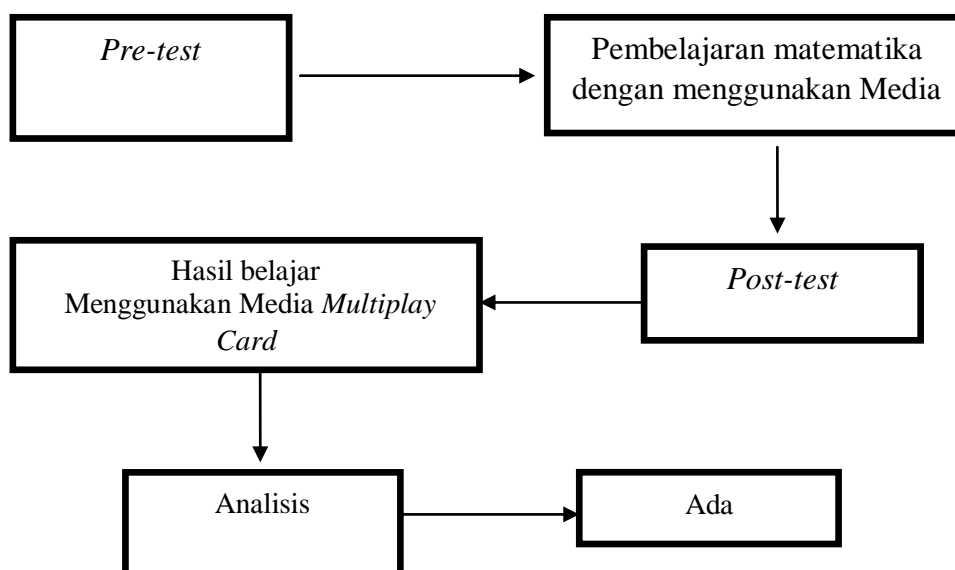 Pre-test
Pembelajaran matematika
dengan menggunakan Media
Hasil belajar
Menggunakan Media Multiplay
Card
Post-test
Analisis
Ada